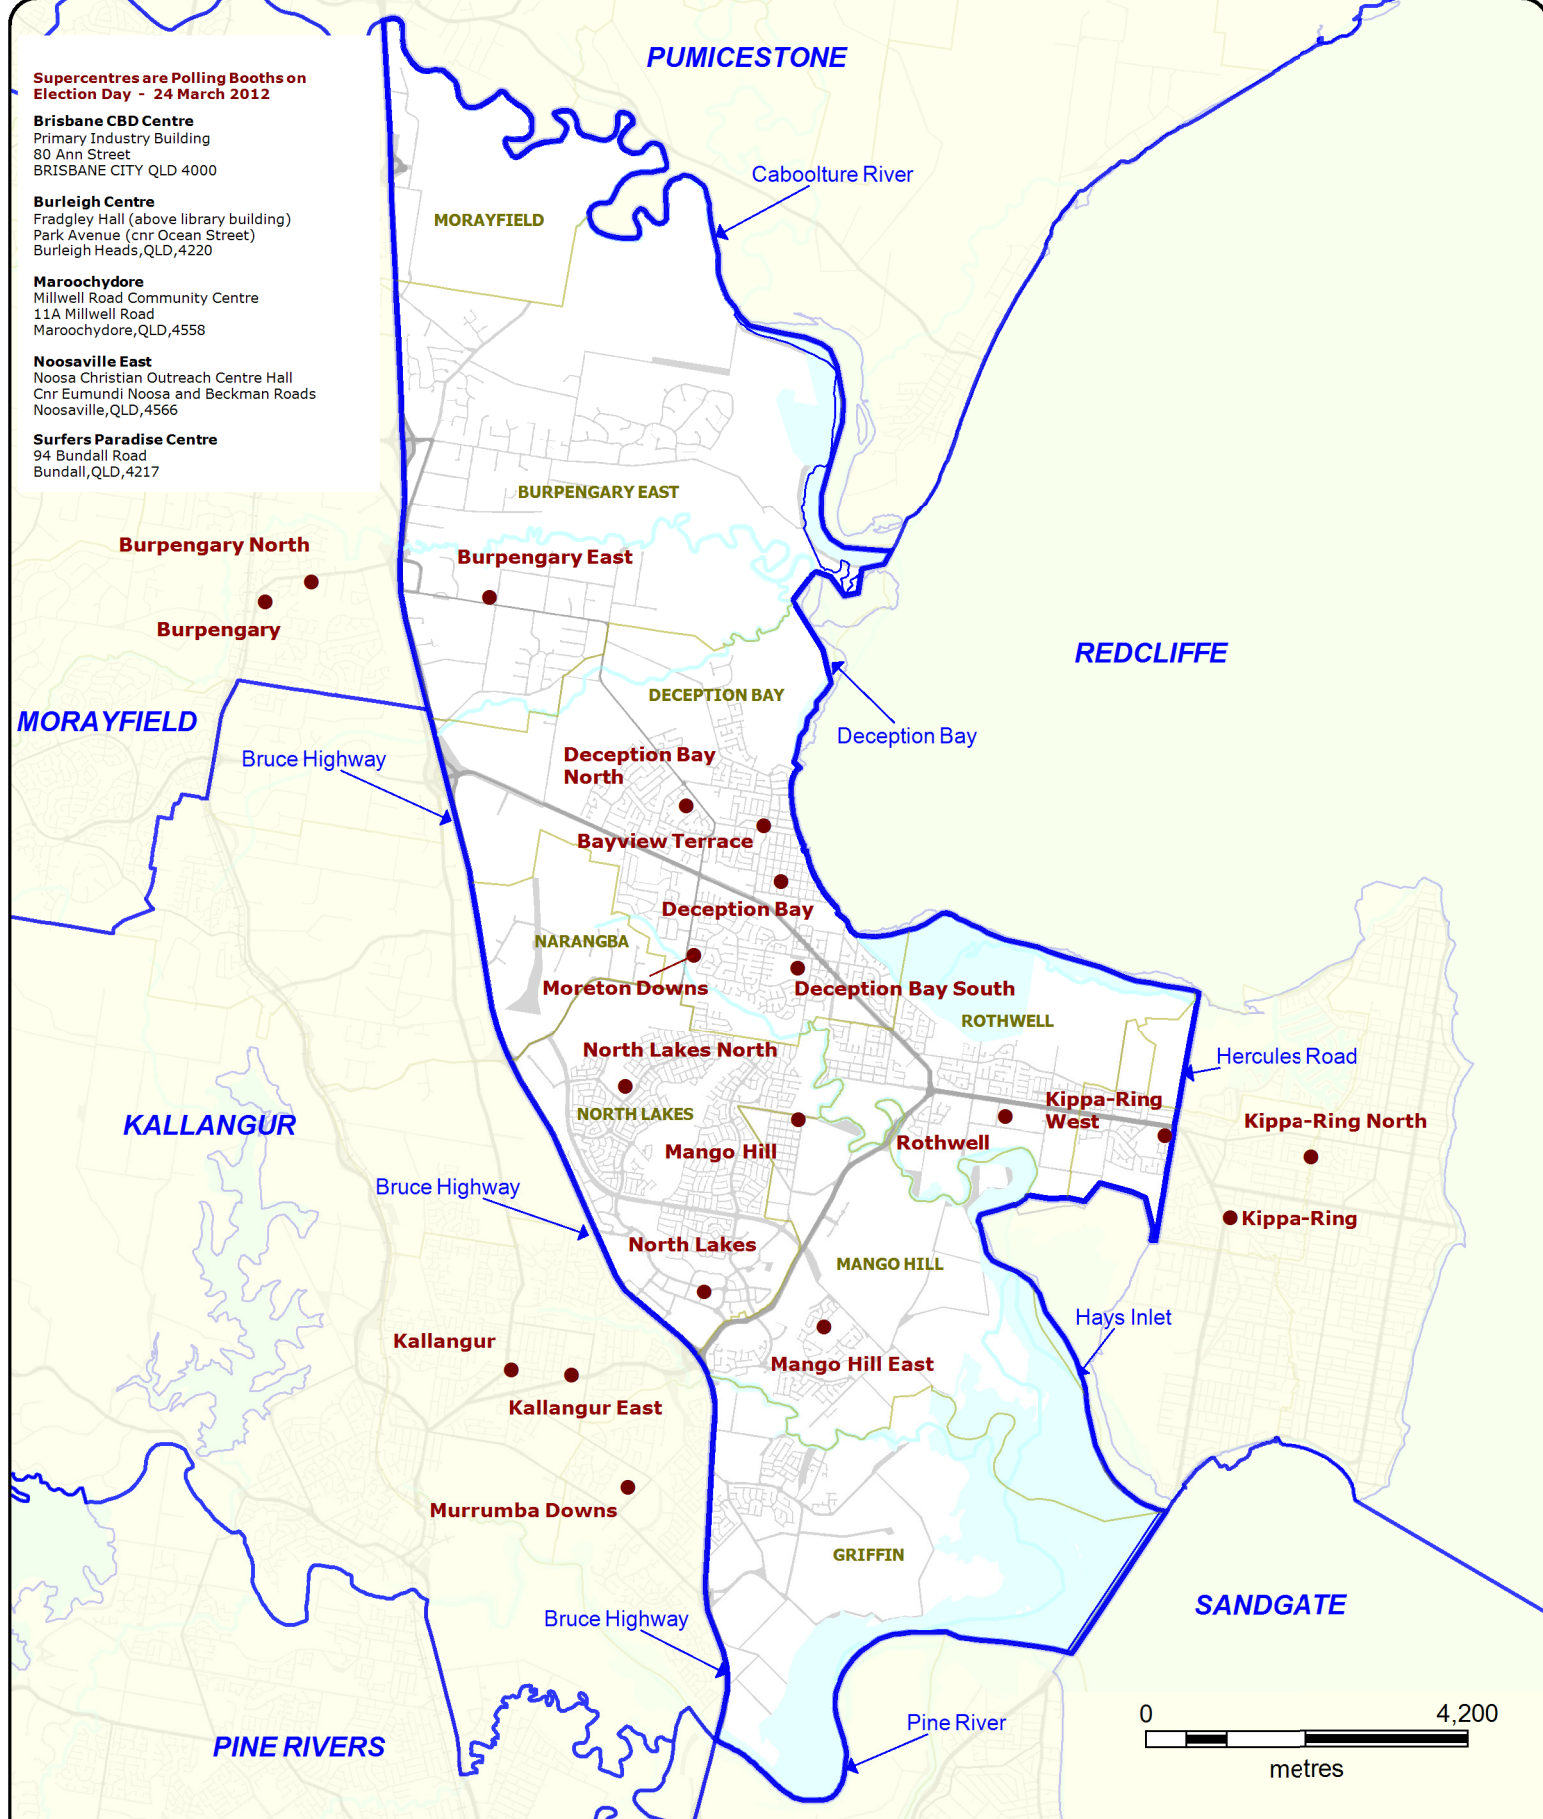 PUMICESTONE
Supercentres are Polling Booths on
Election Day - 24 March 2012
Brisbane CBD Centre
Primary Industry Building
80 Ann Street
BRISBANE CITY QLD 4000
Burleigh Centre
Fradgley Hall (above library building)
Park Avenue (cnr Ocean Street)
Burleigh Heads,QLD,4220
Maroochydore
Millwell Road Community Centre
11A Millwell Road
Maroochydore,QLD,4558
Noosaville East
Noosa Christian Outreach Centre Hall
Cnr Eumundi Noosa and Beckman Roads
Noosaville,QLD,4566
Surfers Paradise Centre
94 Bundall Road
Bundall,QLD,4217
Caboolture River
MORAYFIELD
BURPENGARY EAST
Burpengary North
Burpengary East
Burpengary
REDCLIFFE
DECEPTION BAY
MORAYFIELD
Deception Bay
Bruce Highway
Deception Bay
North
Bayview Terrace
Deception Bay
NARANGBA
Moreton Downs
Deception Bay South
ROTHWELL
North Lakes North
Hercules Road
NORTH LAKES
Kippa-Ring
West
KALLANGUR
Kippa-Ring North
Rothwell
Mango Hill
Bruce Highway
Kippa-Ring
North Lakes
MANGO HILL
Hays Inlet
Kallangur
Mango Hill East
Kallangur East
Murrumba Downs
GRIFFIN
SANDGATE
Bruce Highway
Pine River
PINE RIVERS
0 4,200
metres